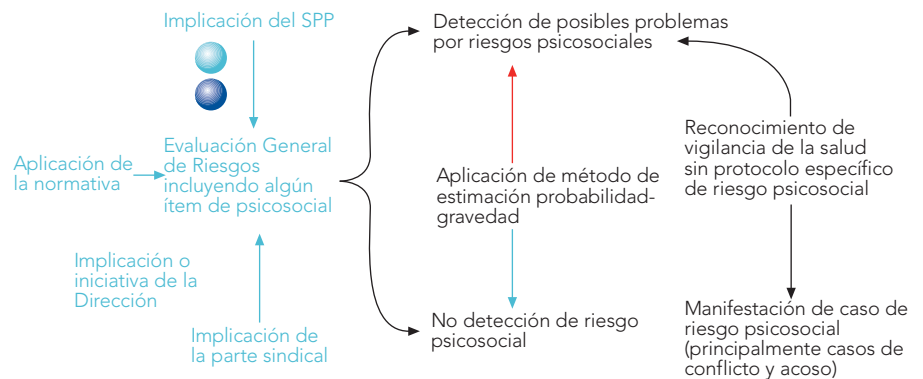 Implicación del SPP
Aplicación de
la normativa
Evaluación General
de Riesgos
incluyendo algún
ítem de psicosocial
Implicación o
iniciativa de la
Dirección
Implicación de
la parte sindical
Detección de posibles problemas
por riesgos psicosociales
Aplicación de método de
estimación probabilidad-
gravedad
No detección de riesgo
psicosocial
Reconocimiento de
vigilancia de la salud
sin protocolo específico
de riesgo psicosocial
Manifestación de caso de
riesgo psicosocial
(principalmente casos de
conflicto y acoso)